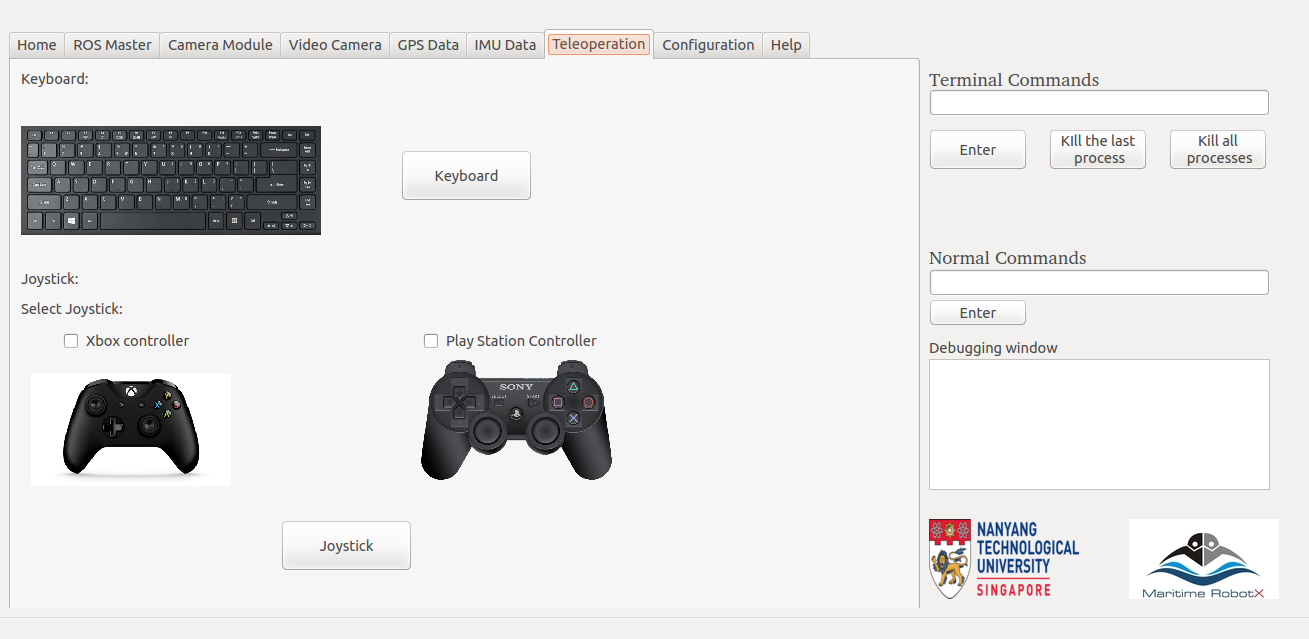 Home ROS Master Camera Module Video Camera GPS Data IMU Data Teleoperation Configuration Help
Keyboard:
Keyboard
Joystick:
Select Joystick:
Xbox controller
Play Station Controller
SONY
SELECT START
Joystick
Terminal Commands
Enter
KIll the last
process
Kill all
processes
Normal Commands
Enter
Debugging window
NANYANG
TECHNOLOGICAL
UNIVERSITY
SINGAPORE
Maritime RobotX